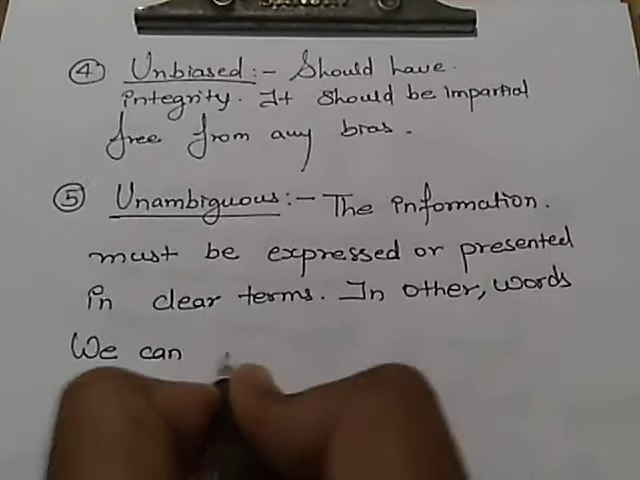 ④ Unbiased :- Should have.
integrity. It should be impartial
free from any bias.
⑤ Unambiguous :- The information.
must be expressed or presented
in clear terms. In other, words
We can